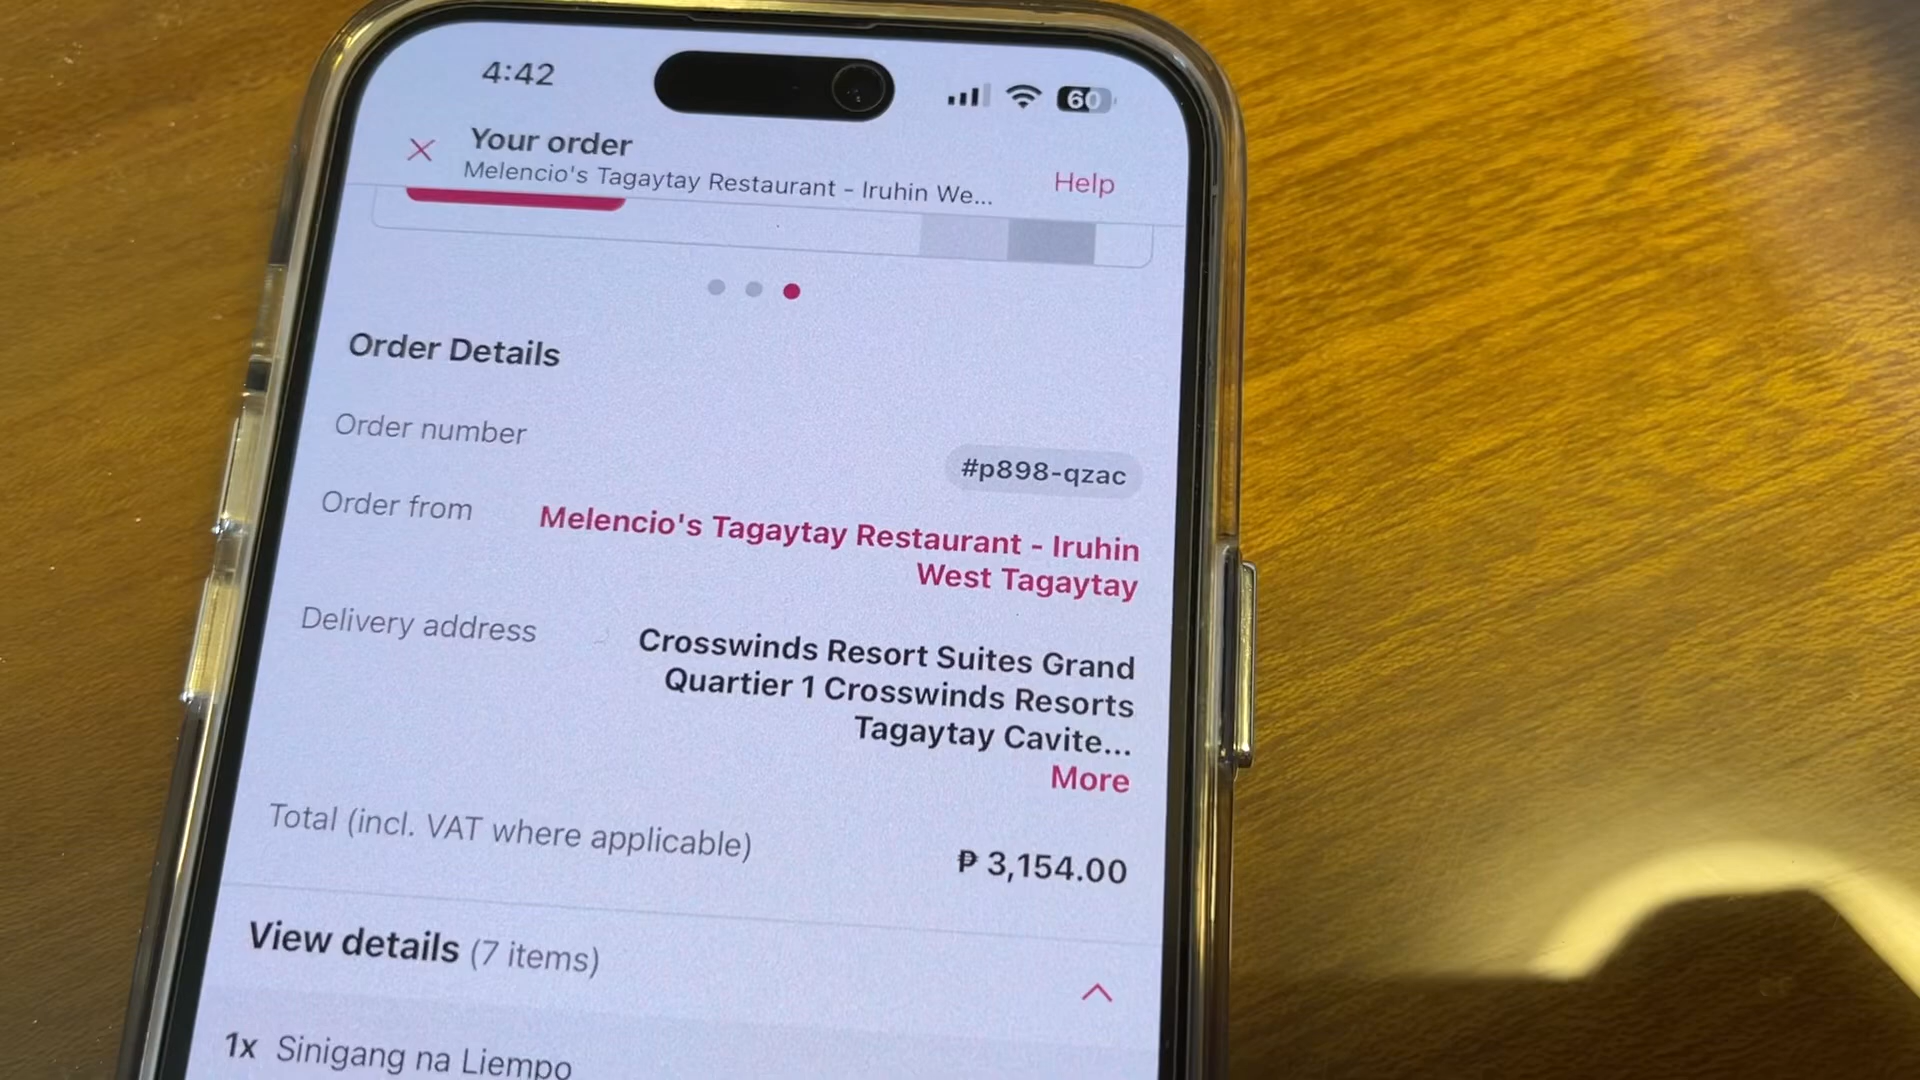 4:42
60
Your order
Melencio's Tagaytay Restaurant - Iruhin We...
Help
Order Details
Order number
#p898-qzac
Order from
Melencio's Tagaytay Restaurant - Iruhin
West Tagaytay
Delivery address
Crosswinds Resort Suites Grand
Quartier 1 Crosswinds Resorts
Tagaytay Cavite...
More
Total (incl. VAT where applicable)
₱ 3,154.00
View details (7 items)
1x Sinigang na Liempo